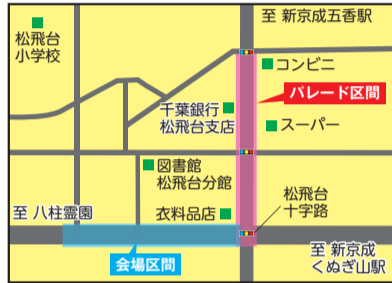 至 新京成五香駅
松飛台
小学校
コンビニ
パレード区間
千葉銀行
松飛台支店
スーパー
図書館
松飛台分館
松飛台
十字路
至 八柱霊園
衣料品店
会場区間
至 新京成
くぬぎ山駅